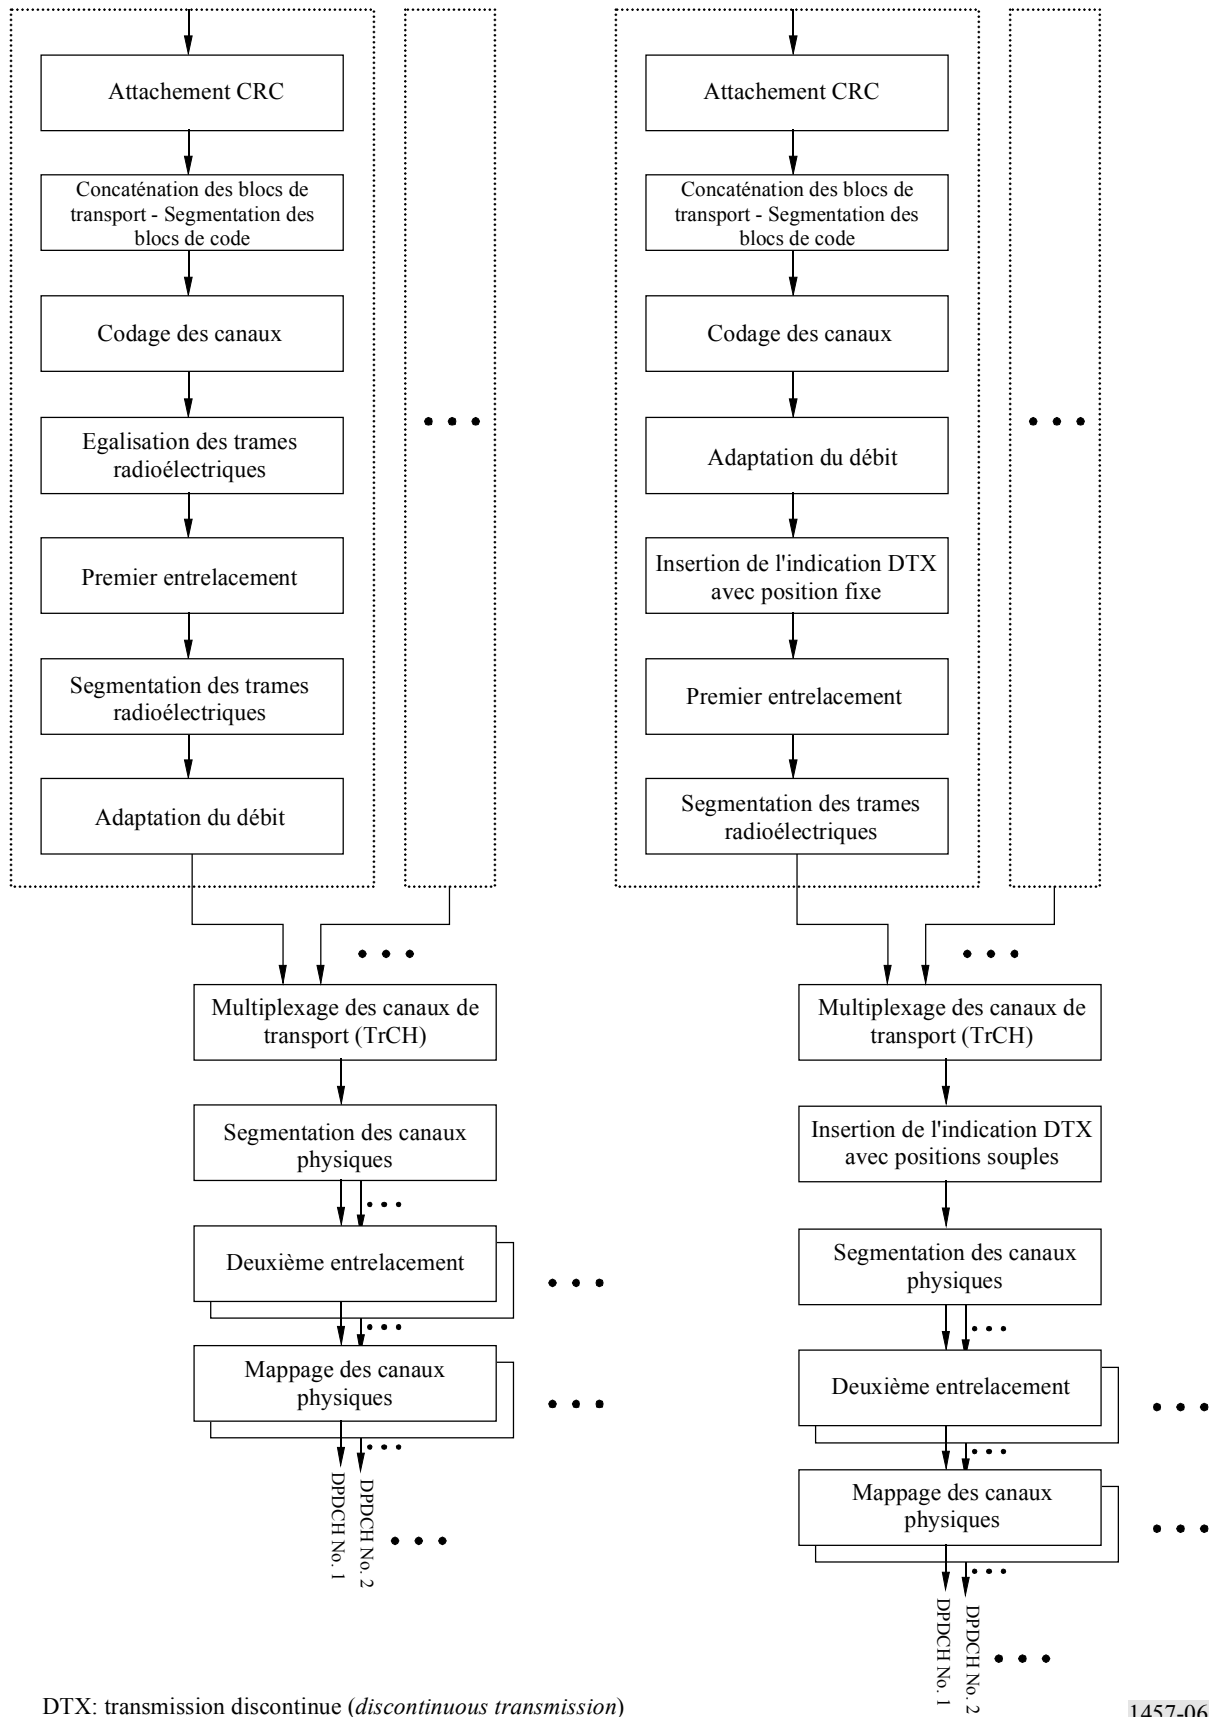 Attachement CRC
Concaténation des blocs de
transport - Segmentation des
blocs de code
Codage des canaux
Egalisation des trames
radioélectriques
Premier entrelacement
Segmentation des trames
radioélectriques
Adaptation du débit
Multiplexage des canaux de
transport (TrCH)
Segmentation des canaux
physiques
Deuxième entrelacement
Mappage des canaux
physiques
DPDCH No. 1
DPDCH No. 2
Attachement CRC
Concaténation des blocs de
transport - Segmentation des
blocs de code
Codage des canaux
Adaptation du débit
Insertion de l'indication DTX
avec position fixe
Premier entrelacement
Segmentation des trames
radioélectriques
Multiplexage des canaux de
transport (TrCH)
Insertion de l'indication DTX
avec positions souples
Segmentation des canaux
physiques
Deuxième entrelacement
Mappage des canaux
physiques
DPDCH No. 1
DPDCH No. 2
DTX: transmission discontinue (discontinuous transmission)
1457-06